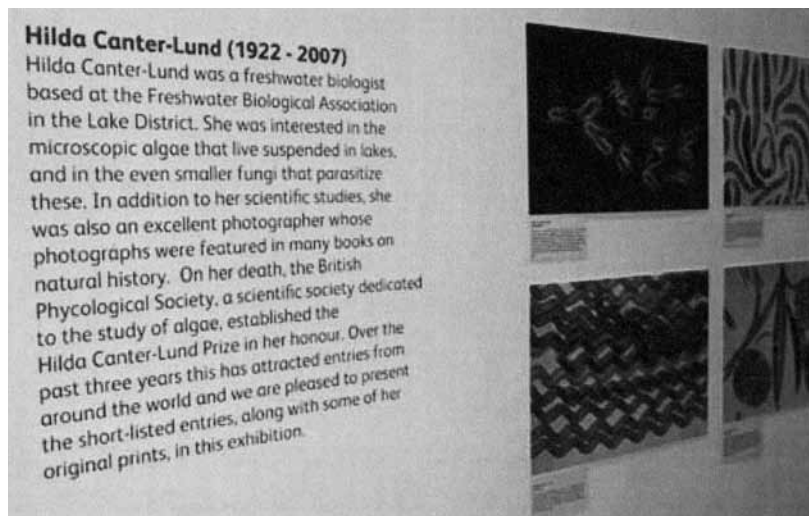 Hilda Canter-Lund (1922 - 2007)
Hilda Canter-Lund was a freshwater biologist
based at the Freshwater Biological Association
in the Lake District. She was interested in the
microscopic algae that live suspended in lakes,
and in the even smaller fungi that parasitize
these. In addition to her scientific studies, she
was also an excellent photographer whose
photographs were featured in many books on
natural history. On her death, the British
Phycological Society, a scientific society dedicated
to the study of algae, established the
Hilda Canter-Lund Prize in her honour. Over the
past three years this has attracted entries from
around the world and we are pleased to present
the short-listed entries, along with some of her
original prints, in this exhibition.